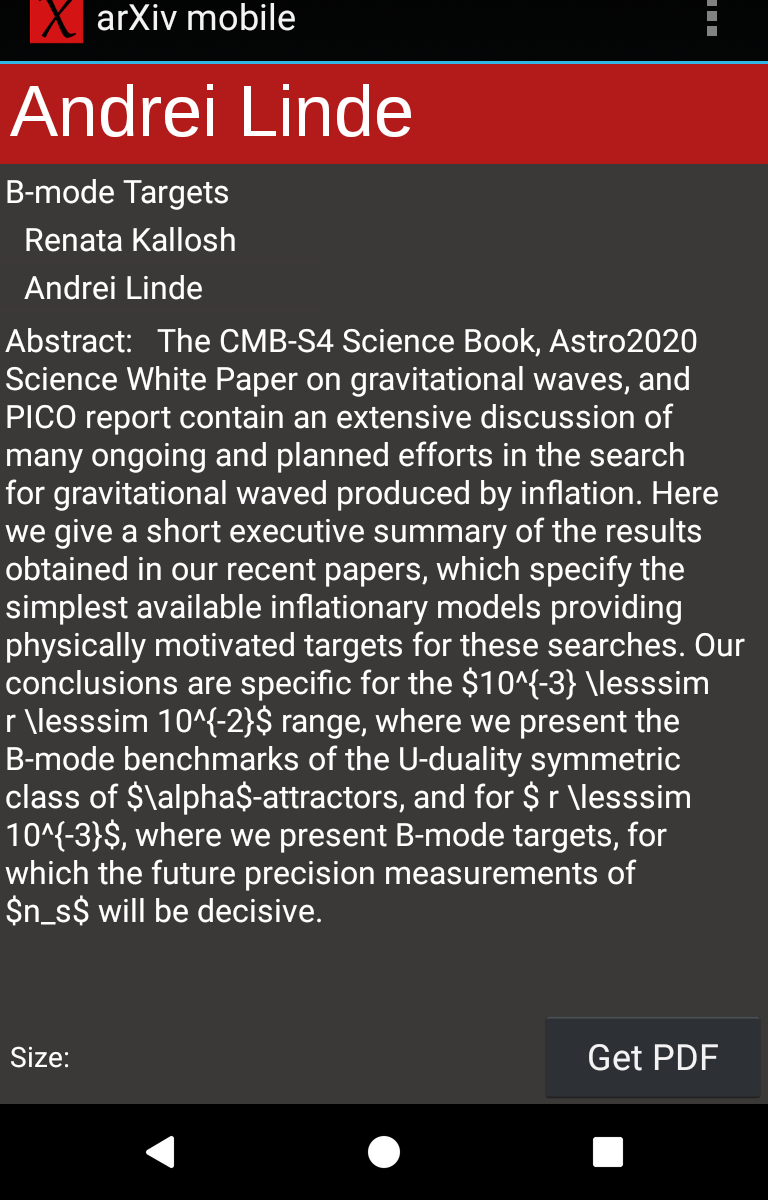 arXiv mobile
Andrei Linde
B-mode Targets
Renata Kallosh
Andrei Linde
Abstract:   The CMB-S4 Science Book, Astro2020
Science White Paper on gravitational waves, and
PICO report contain an extensive discussion of
many ongoing and planned efforts in the search
for gravitational waved produced by inflation. Here
we give a short executive summary of the results
obtained in our recent papers, which specify the
simplest available inflationary models providing
physically motivated targets for these searches. Our
conclusions are specific for the $10^{-3} \lesssim
r \lesssim 10^{-2}$ range, where we present the
B-mode benchmarks of the U-duality symmetric
class of $\alpha$-attractors, and for $ r \lesssim
10^{-3}$, where we present B-mode targets, for
which the future precision measurements of
$n_s$ will be decisive.
Size:
Get PDF